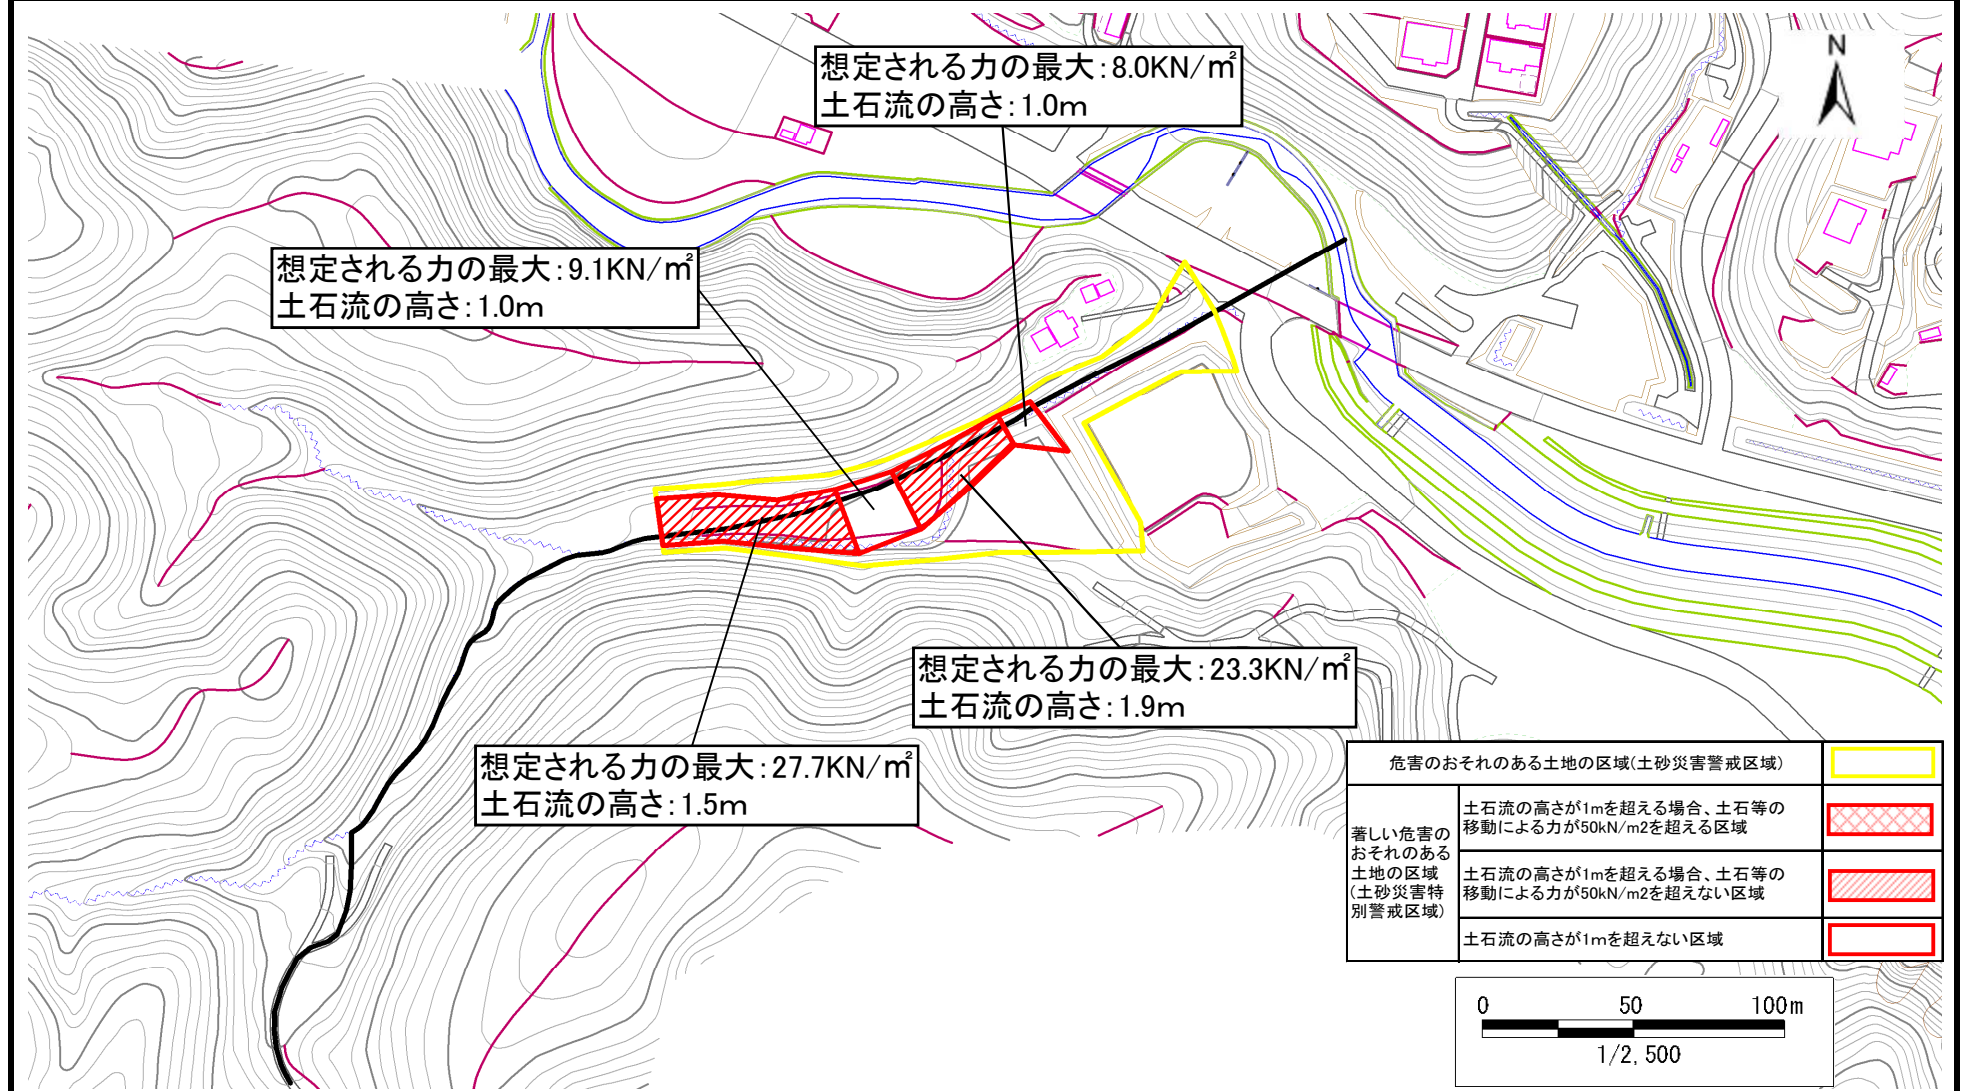 想定される力の最大:8.0KN/㎡
土石流の高さ:1.0m
N
想定される力の最大:9.1KN/㎡
土石流の高さ:1.0m
想定される力の最大:23.3KN/㎡
土石流の高さ:1.9m
想定される力の最大:27.7KN/㎡
土石流の高さ:1.5m
危害のおそれのある土地の区域(土砂災害警戒区域)
著しい危害の
おそれのある
土地の区域
(土砂災害特
別警戒区域)
土石流の高さが1mを超える場合、土石等の
移動による力が50kN/m2を超える区域
土石流の高さが1mを超える場合、土石等の
移動による力が50kN/m2を超えない区域
土石流の高さが1mを超えない区域
0 50 100m
1/2,500